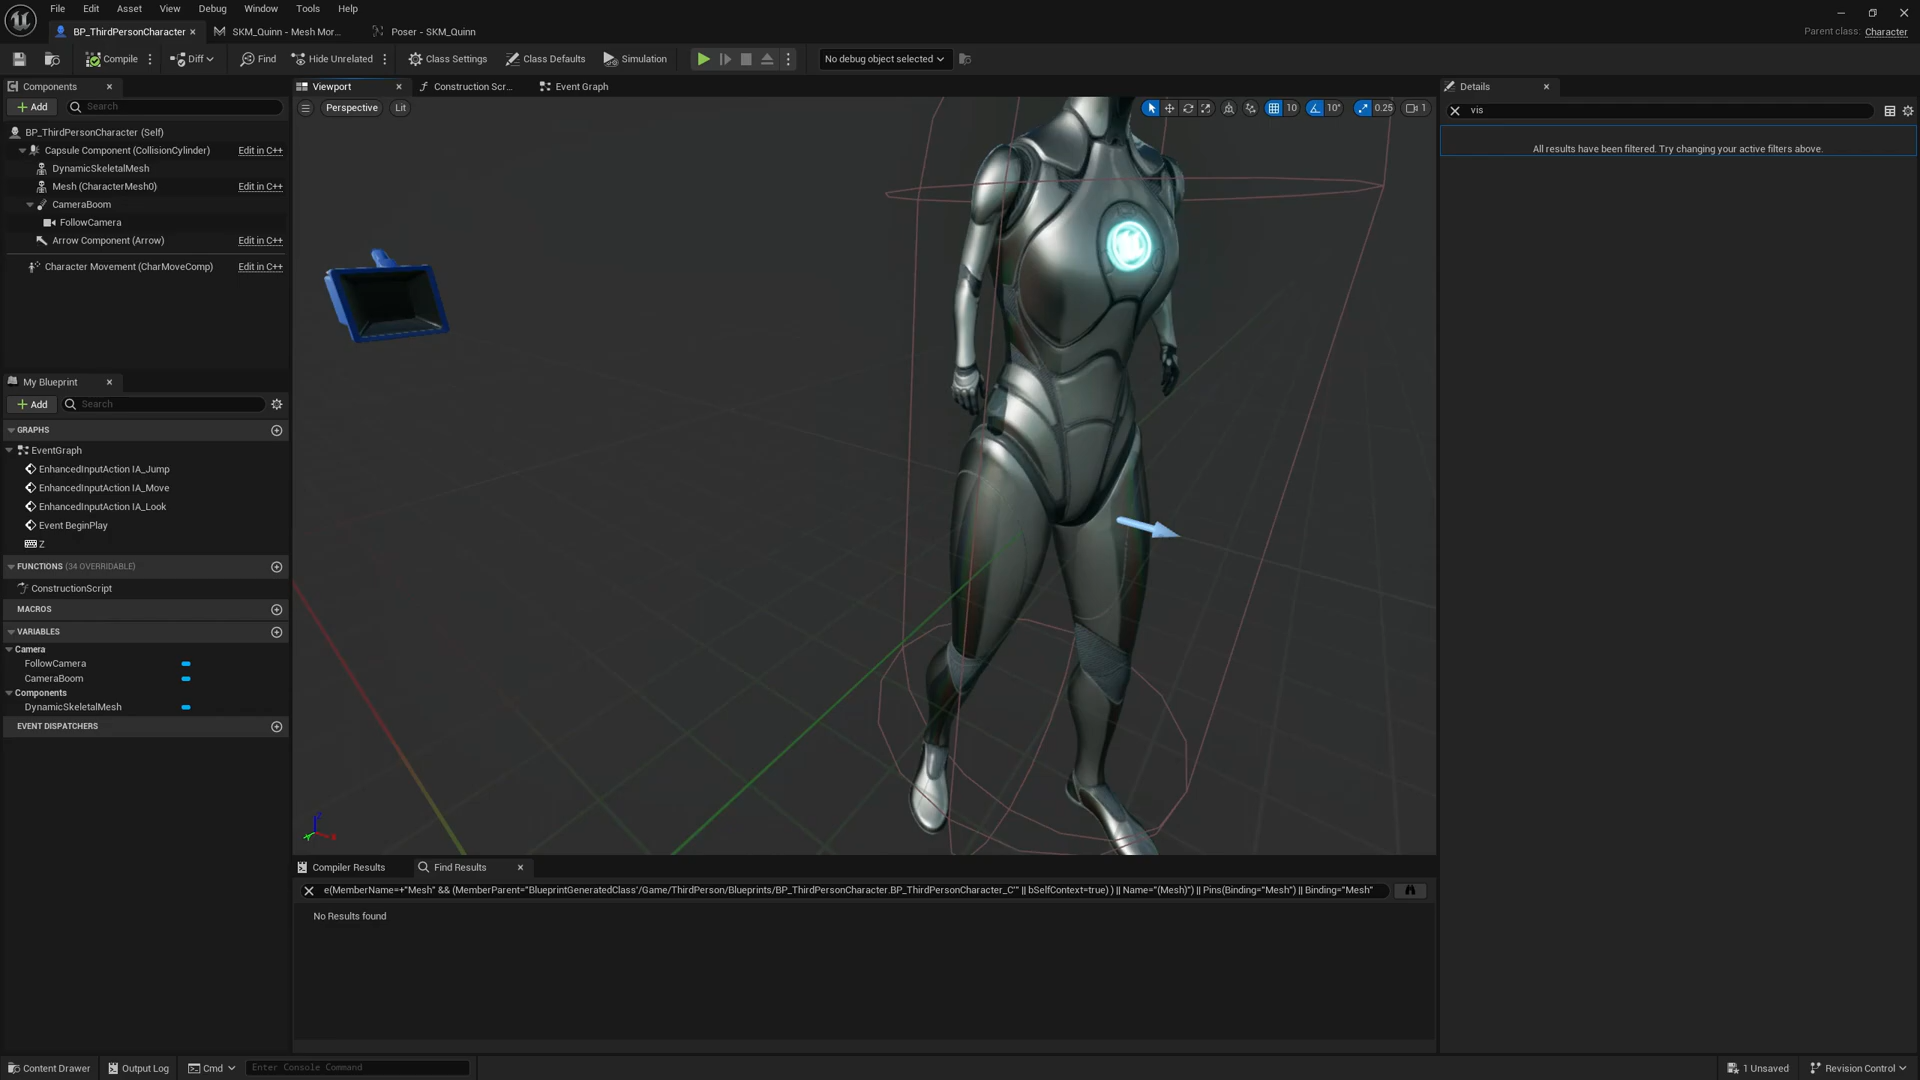 File Edit Asset View Debug Window Tools Help
BP_ThirdPersonCharacter SKM_Quinn - Mesh Mor... Poser - SKM_Quinn
Parent class: Character
Compile Diff Find Hide Unrelated Class Settings Class Defaults Simulation No debug object selected
Components
Add Search
BP_ThirdPersonCharacter (Self)
Capsule Component (CollisionCylinder) Edit in C++
DynamicSkeletalMesh
Mesh (CharacterMesh0) Edit in C++
CameraBoom
FollowCamera
Arrow Component (Arrow) Edit in C++
Character Movement (CharMoveComp) Edit in C++
My Blueprint
Add Search
GRAPHS
EventGraph
EnhancedInputAction IA_Jump
EnhancedInputAction IA_Move
EnhancedInputAction IA_Look
Event BeginPlay
Z
FUNCTIONS (34 OVERRIDABLE)
ConstructionScript
MACROS
VARIABLES
Camera
FollowCamera
CameraBoom
Components
DynamicSkeletalMesh
EVENT DISPATCHERS
Viewport Construction Scr... Event Graph
Perspective Lit
10 10° 0.25 1
Compiler Results Find Results
e(MemberName=+"Mesh" && (MemberParent="BlueprintGeneratedClass'/Game/ThirdPerson/Blueprints/BP_ThirdPersonCharacter.BP_ThirdPersonCharacter_C'" || bSelfContext=true) ) || Name="(Mesh)") || Pins(Binding="Mesh") || Binding="Mesh"
No Results found
Details
vis
All results have been filtered. Try changing your active filters above.
Content Drawer Output Log Cmd Enter Console Command
1 Unsaved Revision Control